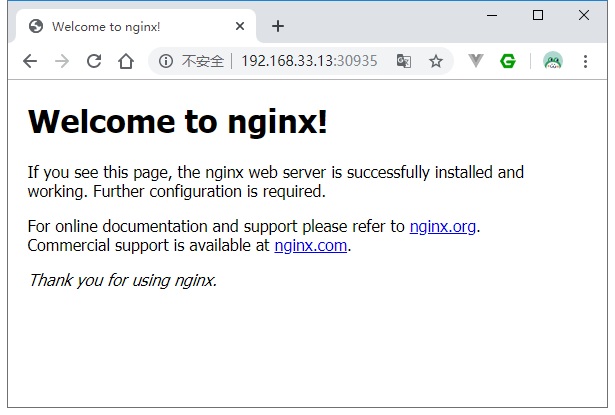 Welcome to nginx!
不安全 192.168.33.13:30935
Welcome to nginx!
If you see this page, the nginx web server is successfully installed and
working. Further configuration is required.
For online documentation and support please refer to nginx.org.
Commercial support is available at nginx.com.
Thank you for using nginx.